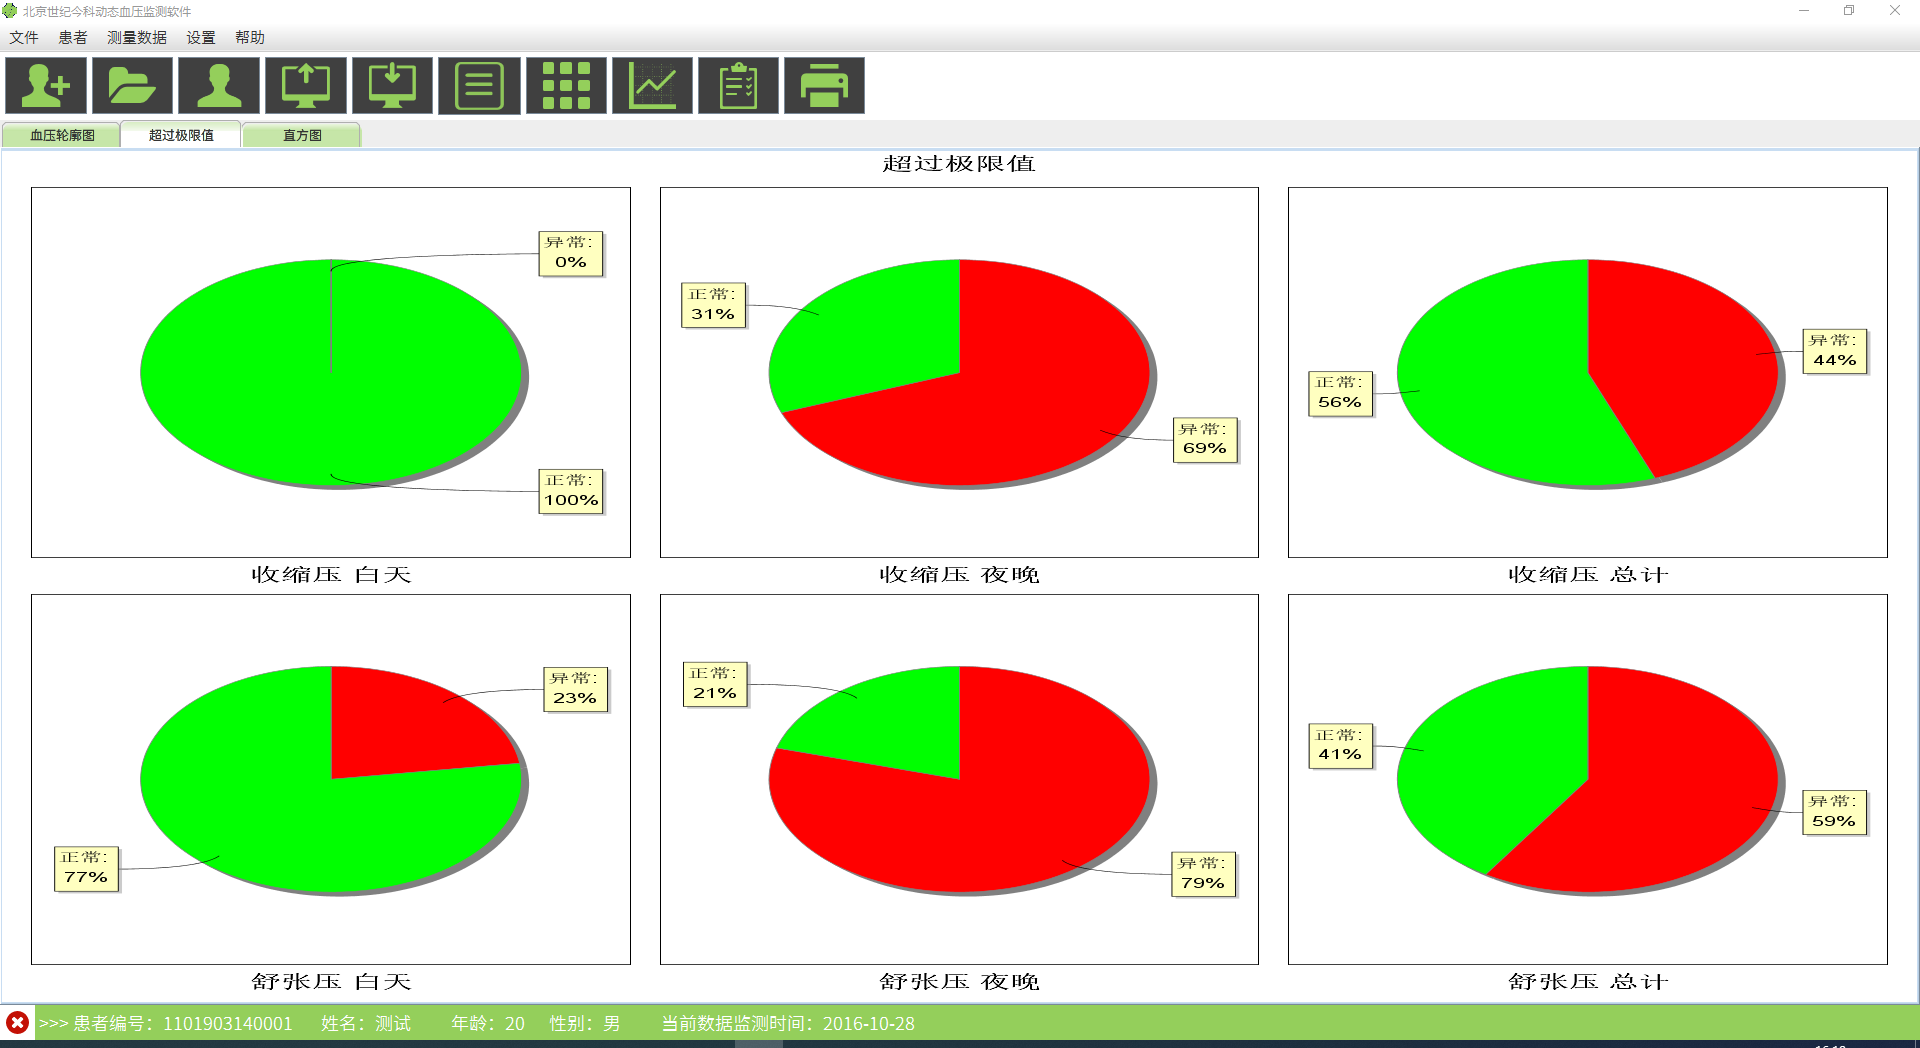 北京世纪今科动态血压监测软件
文件 患者 测量数据 设置 帮助
血压轮廓图 超过极限值 直方图
超过极限值
异常:
0%
正常:
100%
收缩压 白天
正常:
31%
异常:
69%
收缩压 夜晚
异常:
44%
正常:
56%
收缩压 总计
异常:
23%
正常:
77%
舒张压 白天
正常:
21%
异常:
79%
舒张压 夜晚
正常:
41%
异常:
59%
舒张压 总计
>>> 患者编号：1101903140001 姓名：测试 年龄：20 性别：男 当前数据监测时间：2016-10-28